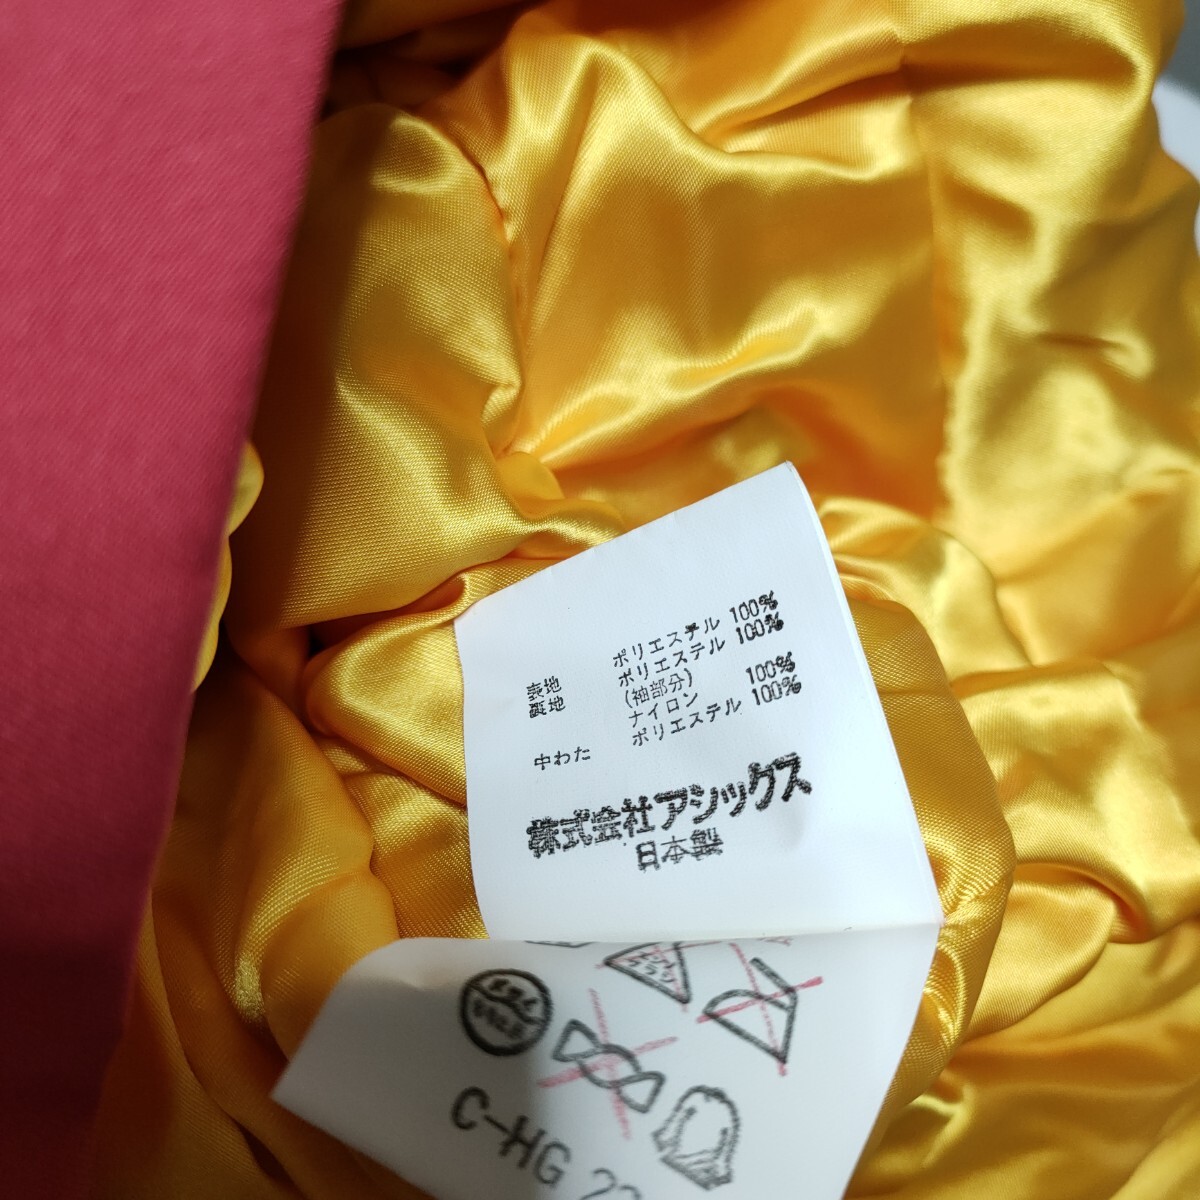 ポリエステル 100%
表地 ポリエステル 100%
裏地 (袖部分)
ナイロン 100%
中わた ポリエステル 100%
株式会社アシックス
日本製
C-HG